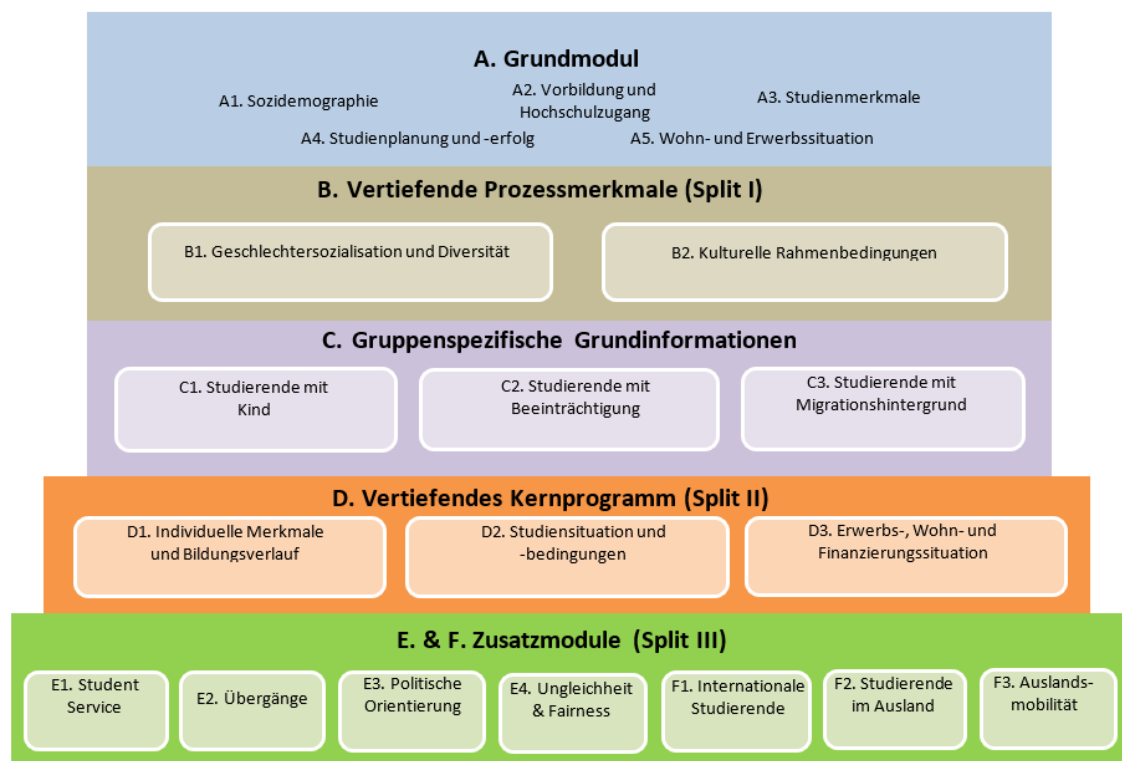 A. Grundmodul
A1. Sozidemographie
A2. Vorbildung und
Hochschulzugang
A3. Studienmerkmale
A4. Studienplanung und -erfolg
A5. Wohn- und Erwerbssituation
B. Vertiefende Prozessmerkmale (Split I)
B1. Geschlechtersozialisation und Diversität
B2. Kulturelle Rahmenbedingungen
C. Gruppenspezifische Grundinformationen
C1. Studierende mit
Kind
C2. Studierende mit
Beeinträchtigung
C3. Studierende mit
Migrationshintergrund
D. Vertiefendes Kernprogramm (Split II)
D1. Individuelle Merkmale
und Bildungsverlauf
D2. Studiensituation und
-bedingungen
D3. Erwerbs-, Wohn- und
Finanzierungssituation
E. & F. Zusatzmodule (Split III)
E1. Student
Service
E2. Übergänge
E3. Politische
Orientierung
E4. Ungleichheit
& Fairness
F1. Internationale
Studierende
F2. Studierende
im Ausland
F3. Auslands-
mobilität